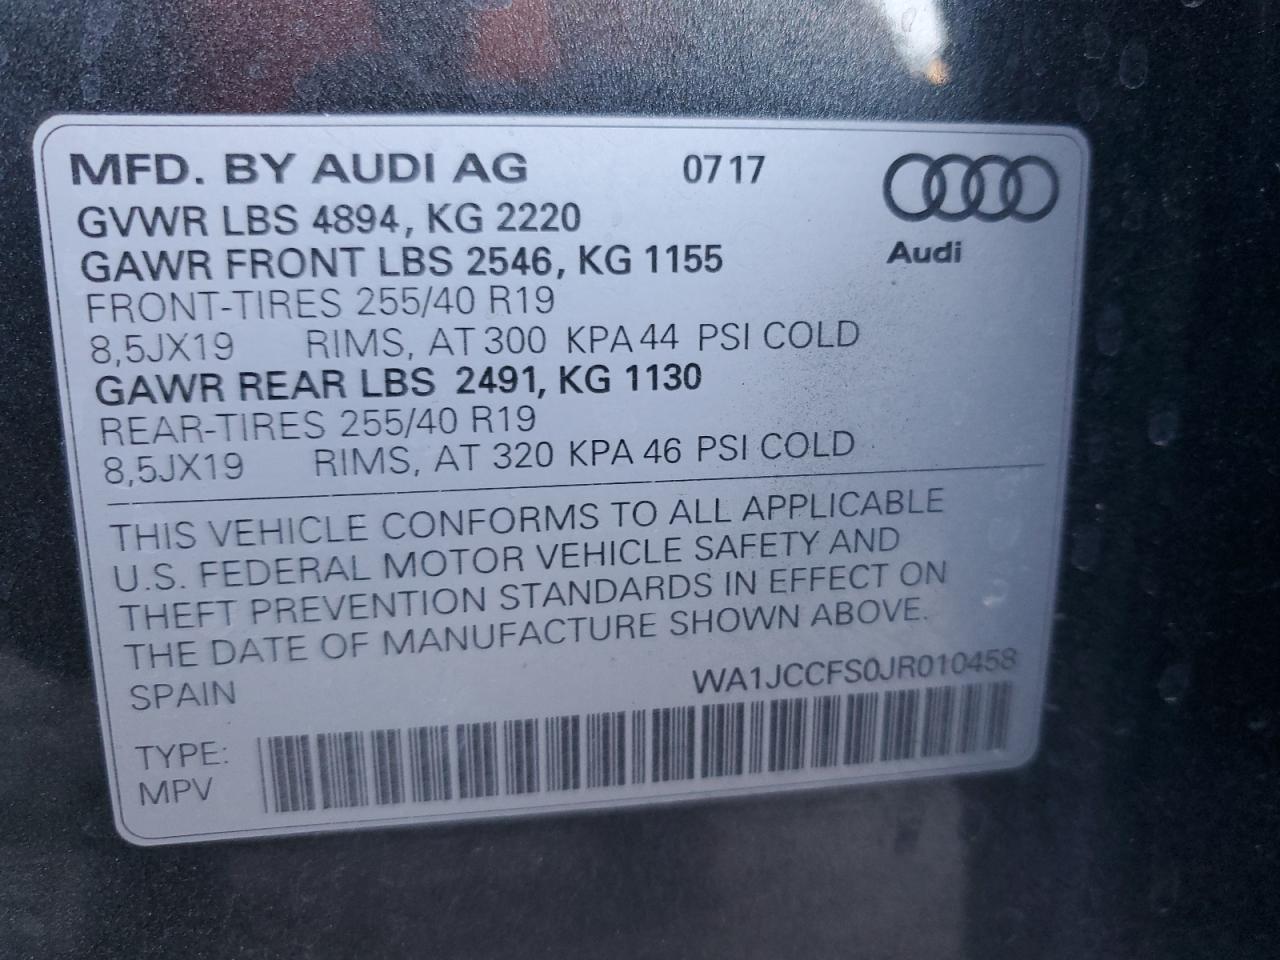 MFD. BY AUDI AG 07 17
Audi
GVWR LBS 4894, KG 2220
GAWR FRONT LBS 2546, KG 1155
FRONT-TIRES 255/40 R19
8,5JX19 RIMS, AT 300 KPA 44 PSI COLD
GAWR REAR LBS 2491, KG 1130
REAR-TIRES 255/40 R19
8,5JX19 RIMS, AT 320 KPA 46 PSI COLD
THIS VEHICLE CONFORMS TO ALL APPLICABLE
U.S. FEDERAL MOTOR VEHICLE SAFETY AND
THEFT PREVENTION STANDARDS IN EFFECT ON
THE DATE OF MANUFACTURE SHOWN ABOVE.
SPAIN WA1JCCFS0JR010458
TYPE:
MPV